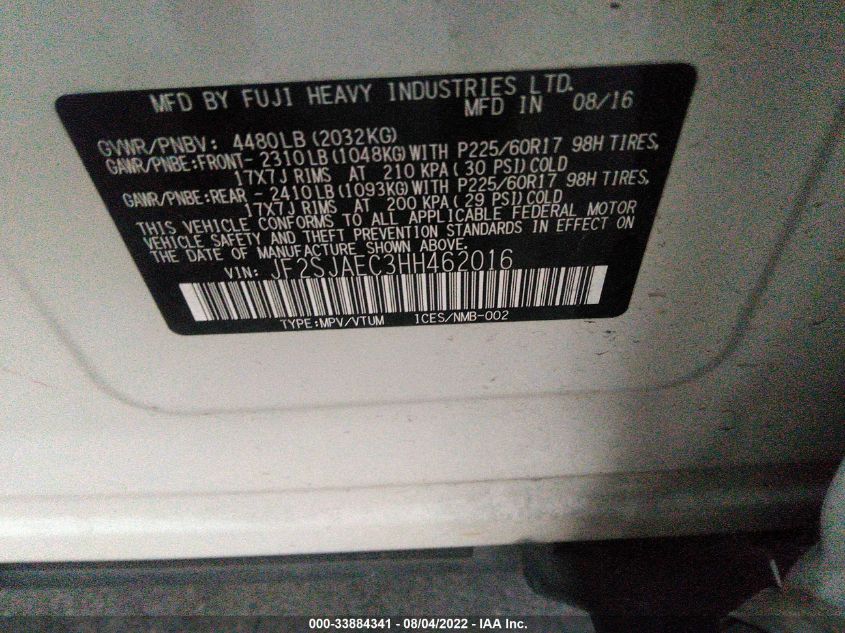 MFD BY FUJI HEAVY INDUSTRIES LTD.
MFD IN 08/16
GVWR/PNBV: 4480LB (2032KG)
GAWR/PNBE:FRONT- 2310LB (1048KG) WITH P225/60R17 98H TIRES,
17X7J RIMS AT 210 KPA ( 30 PSI) COLD
GAWR/PNBE:REAR - 2410LB (1093KG) WITH P225/60R17 98H TIRES,
17X7J RIMS AT 200 KPA ( 29 PSI) COLD
THIS VEHICLE CONFORMS TO ALL APPLICABLE FEDERAL MOTOR
VEHICLE SAFETY AND THEFT PREVENTION STANDARDS IN EFFECT ON
THE DATE OF MANUFACTURE SHOWN ABOVE.
VIN: JF2SJAEC3HH462016
TYPE:MPV/VTUM ICES/NMB-002
000-33884341 - 08/04/2022 - IAA Inc.